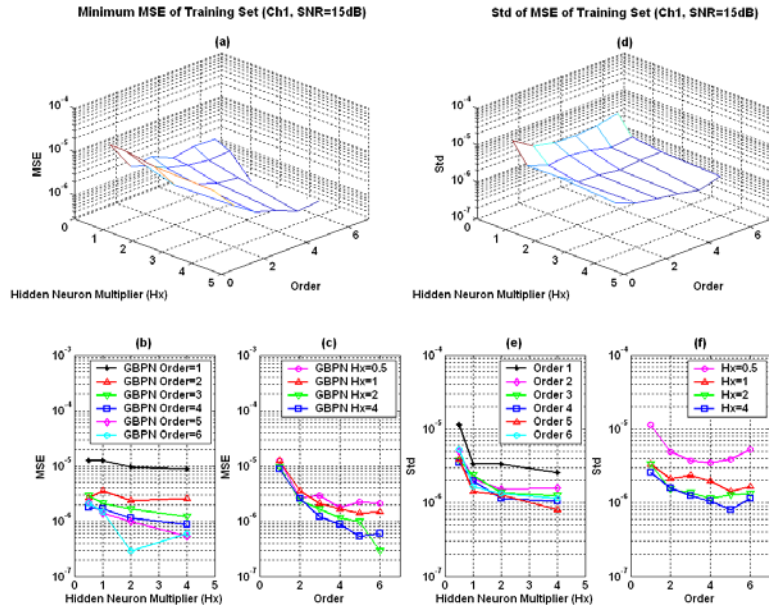 Minimum MSE of Training Set (Ch1, SNR=15dB)
(a)
10^-4
10^-5
10^-6
MSE
0
1
2
3
4
5
0
2
4
6
Hidden Neuron Multiplier (Hx)
Order
Std of MSE of Training Set (Ch1, SNR=15dB)
(d)
10^-4
10^-5
10^-6
10^-7
Std
0
1
2
3
4
5
0
2
4
6
Hidden Neuron Multiplier (Hx)
Order
(b)
10^-3
10^-4
10^-5
10^-6
10^-7
MSE
GBPN Order=1
GBPN Order=2
GBPN Order=3
GBPN Order=4
GBPN Order=5
GBPN Order=6
0 1 2 3 4 5
Hidden Neuron Multiplier (Hx)
(c)
10^-3
10^-4
10^-5
10^-6
10^-7
MSE
GBPN Hx=0.5
GBPN Hx=1
GBPN Hx=2
GBPN Hx=4
0 2 4 6
Order
(e)
10^-4
10^-5
10^-6
10^-7
Std
Order 1
Order 2
Order 3
Order 4
Order 5
Order 6
0 1 2 3 4 5
Hidden Neuron Multiplier (Hx)
(f)
10^-4
10^-5
10^-6
10^-7
Std
Hx=0.5
Hx=1
Hx=2
Hx=4
0 2 4 6
Order